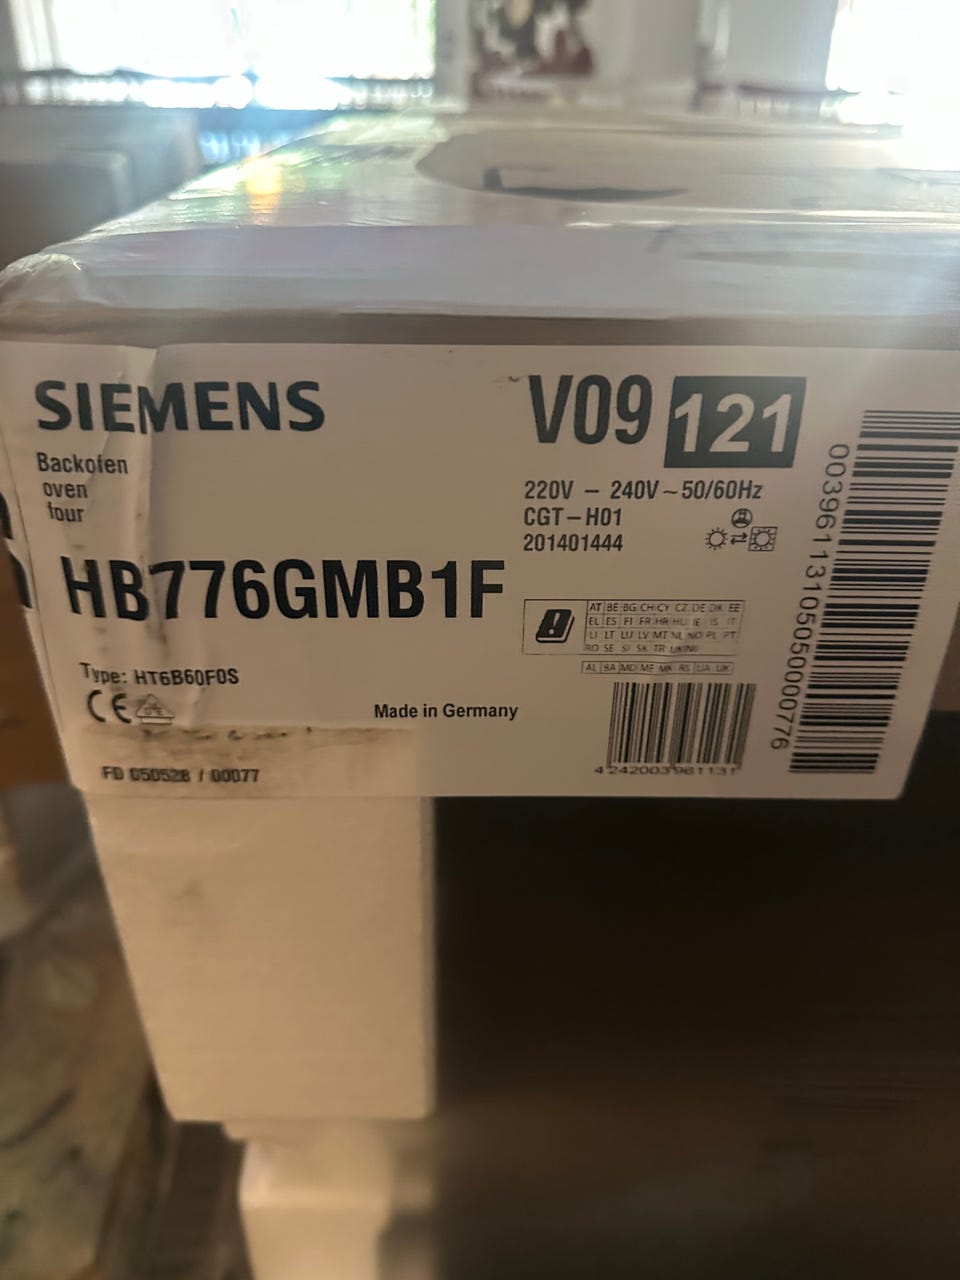 SIEMENS
Backofen
oven
four
HB776GMB1F
Type: HT6B60F0S
CE
Made in Germany
FD 050528 / 00077
V09 121
220V – 240V ~ 50/60Hz
CGT-H01
201401444
AT BE BG CH CY CZ DE DK EE
EL ES FI FR HR HU IE IS IT
LI LT LU LV MT NL NO PL PT
RO SE SI SK TR UK(NI)
AL BA MD ME MK RS UA UK
4 242003 961131
003961131050500077​6